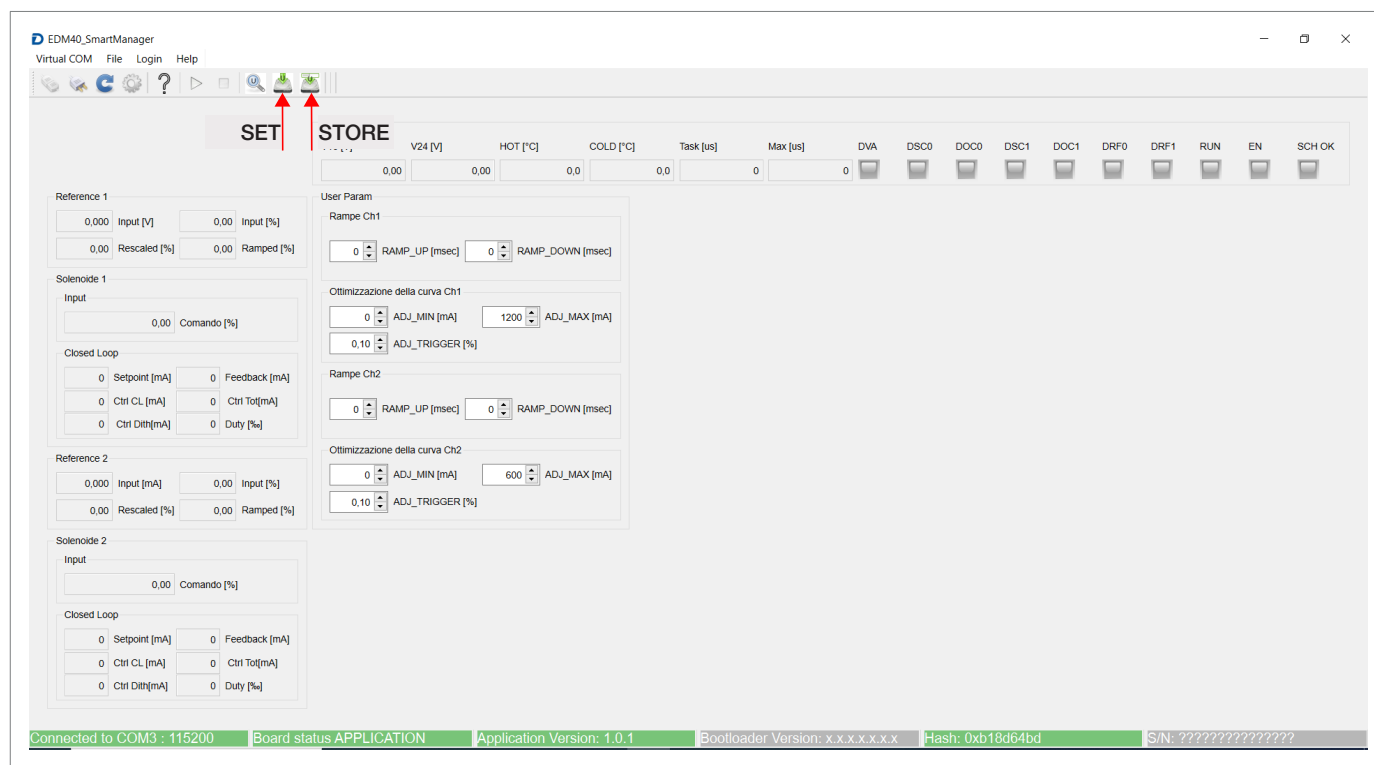 EDM40_SmartManager
Virtual COM File Login Help
SET STORE
V24 [V] HOT [°C] COLD [°C] Task [us] Max [us] DVA DSC0 DOC0 DSC1 DOC1 DRF0 DRF1 RUN EN SCH OK
0,00 0,00 0,0 0,0 0 0
Reference 1
0,000 Input [V] 0,00 Input [%]
0,00 Rescaled [%] 0,00 Ramped [%]
Solenoide 1
Input
0,00 Comando [%]
Closed Loop
0 Setpoint [mA] 0 Feedback [mA]
0 Ctrl CL [mA] 0 Ctrl Tot[mA]
0 Ctrl Dith[mA] 0 Duty [‰]
Reference 2
0,000 Input [mA] 0,00 Input [%]
0,00 Rescaled [%] 0,00 Ramped [%]
Solenoide 2
Input
0,00 Comando [%]
Closed Loop
0 Setpoint [mA] 0 Feedback [mA]
0 Ctrl CL [mA] 0 Ctrl Tot[mA]
0 Ctrl Dith[mA] 0 Duty [‰]
User Param
Rampe Ch1
0 RAMP_UP [msec] 0 RAMP_DOWN [msec]
Ottimizzazione della curva Ch1
0 ADJ_MIN [mA] 1200 ADJ_MAX [mA]
0,10 ADJ_TRIGGER [%]
Rampe Ch2
0 RAMP_UP [msec] 0 RAMP_DOWN [msec]
Ottimizzazione della curva Ch2
0 ADJ_MIN [mA] 600 ADJ_MAX [mA]
0,10 ADJ_TRIGGER [%]
Connected to COM3 : 115200 Board status APPLICATION Application Version: 1.0.1 Bootloader Version: x.x.x.x.x.x Hash: 0xb18d64bd S/N: ???????????????